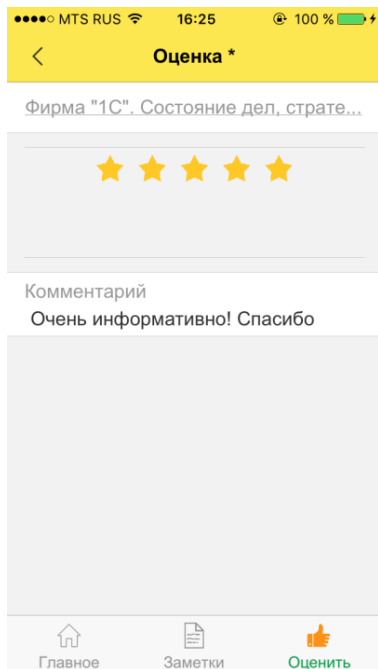 MTS RUS 16:25 100 %
Оценка *
Фирма "1С". Состояние дел, страте...
Комментарий
Очень информативно! Спасибо
Главное Заметки Оценить